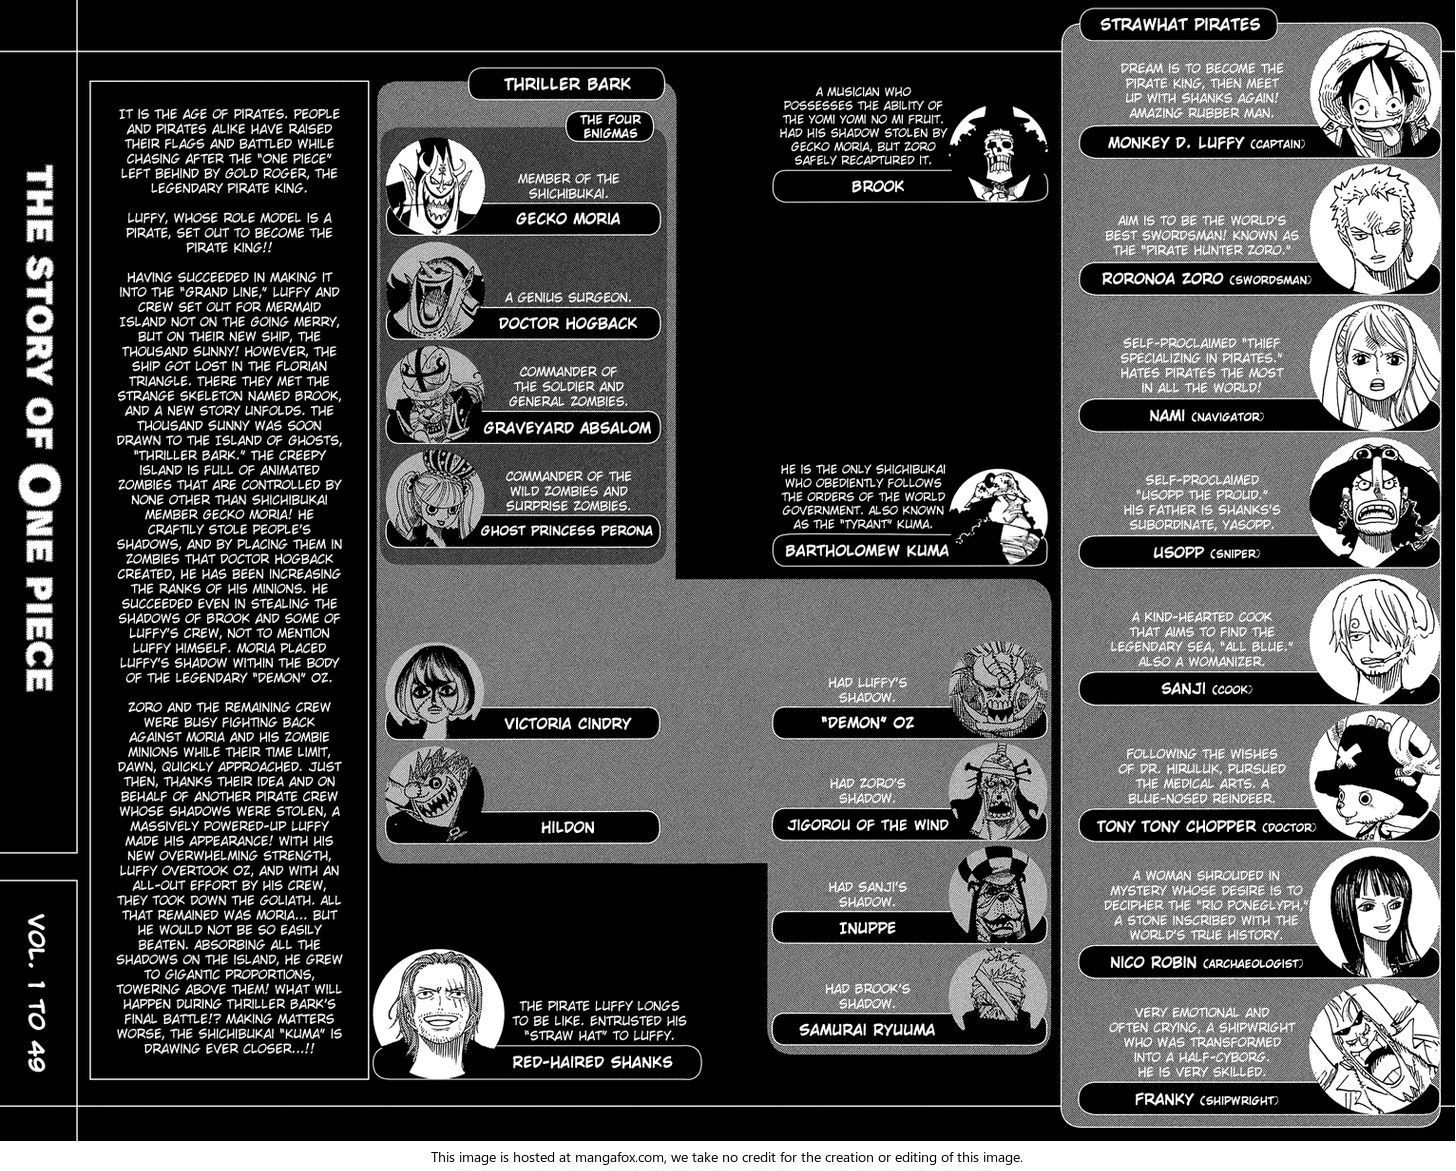 THE STORY OF ONE PIECE
VOL. 1 TO 49
IT IS THE AGE OF PIRATES. PEOPLE
AND PIRATES ALIKE HAVE RAISED
THEIR FLAGS AND BATTLED WHILE
CHASING AFTER THE "ONE PIECE"
LEFT BEHIND BY GOLD ROGER, THE
LEGENDARY PIRATE KING.
LUFFY, WHOSE ROLE MODEL IS A
PIRATE, SET OUT TO BECOME THE
PIRATE KING!!
HAVING SUCCEEDED IN MAKING IT
INTO THE "GRAND LINE," LUFFY AND
CREW SET OUT FOR MERMAID
ISLAND NOT ON THE GOING MERRY,
BUT ON THEIR NEW SHIP, THE
THOUSAND SUNNY! HOWEVER, THE
SHIP GOT LOST IN THE FLORIAN
TRIANGLE. THERE THEY MET THE
STRANGE SKELETON NAMED BROOK,
AND A NEW STORY UNFOLDS. THE
THOUSAND SUNNY WAS SOON
DRAWN TO THE ISLAND OF GHOSTS,
"THRILLER BARK." THE CREEPY
ISLAND IS FULL OF ANIMATED
ZOMBIES THAT ARE CONTROLLED BY
NONE OTHER THAN SHICHIBUKAI
MEMBER GECKO MORIA! HE
CRAFTILY STOLE PEOPLE'S
SHADOWS, AND BY PLACING THEM IN
ZOMBIES THAT DOCTOR HOGBACK
CREATED, HE HAS BEEN INCREASING
THE RANKS OF HIS MINIONS. HE
SUCCEEDED EVEN IN STEALING THE
SHADOWS OF BROOK AND SOME OF
LUFFY'S CREW, NOT TO MENTION
LUFFY HIMSELF. MORIA PLACED
LUFFY'S SHADOW WITHIN THE BODY
OF THE LEGENDARY "DEMON" OZ.
ZORO AND THE REMAINING CREW
WERE BUSY FIGHTING BACK
AGAINST MORIA AND HIS ZOMBIE
MINIONS WHILE THEIR TIME LIMIT,
DAWN, QUICKLY APPROACHED. JUST
THEN, THANKS THEIR IDEA AND ON
BEHALF OF ANOTHER PIRATE CREW
WHOSE SHADOWS WERE STOLEN, A
MASSIVELY POWERED-UP LUFFY
MADE HIS APPEARANCE! WITH HIS
NEW OVERWHELMING STRENGTH,
LUFFY OVERTOOK OZ, AND WITH AN
ALL-OUT EFFORT BY HIS CREW,
THEY TOOK DOWN THE GOLIATH. ALL
THAT REMAINED WAS MORIA... BUT
HE WOULD NOT BE SO EASILY
BEATEN. ABSORBING ALL THE
SHADOWS ON THE ISLAND, HE GREW
TO GIGANTIC PROPORTIONS,
TOWERING ABOVE THEM! WHAT WILL
HAPPEN DURING THRILLER BARK'S
FINAL BATTLE!? MAKING MATTERS
WORSE, THE SHICHIBUKAI "KUMA" IS
DRAWING EVER CLOSER...!!
THRILLER BARK
THE FOUR
ENIGMAS
MEMBER OF THE
SHICHIBUKAI.
GECKO MORIA
A GENIUS SURGEON.
DOCTOR HOGBACK
COMMANDER OF
THE SOLDIER AND
GENERAL ZOMBIES.
GRAVEYARD ABSALOM
COMMANDER OF THE
WILD ZOMBIES AND
SURPRISE ZOMBIES.
GHOST PRINCESS PERONA
VICTORIA CINDRY
HILDON
THE PIRATE LUFFY LONGS
TO BE LIKE. ENTRUSTED HIS
"STRAW HAT" TO LUFFY.
RED-HAIRED SHANKS
A MUSICIAN WHO
POSSESSES THE ABILITY OF
THE YOMI YOMI NO MI FRUIT.
HAD HIS SHADOW STOLEN BY
GECKO MORIA, BUT ZORO
SAFELY RECAPTURED IT.
BROOK
HE IS THE ONLY SHICHIBUKAI
WHO OBEDIENTLY FOLLOWS
THE ORDERS OF THE WORLD
GOVERNMENT. ALSO KNOWN
AS THE "TYRANT" KUMA.
BARTHOLOMEW KUMA
HAD LUFFY'S
SHADOW.
"DEMON" OZ
HAD ZORO'S
SHADOW.
JIGOROU OF THE WIND
HAD SANJI'S
SHADOW.
INUPPE
HAD BROOK'S
SHADOW.
SAMURAI RYUUMA
STRAWHAT PIRATES
DREAM IS TO BECOME THE
PIRATE KING, THEN MEET
UP WITH SHANKS AGAIN!
AMAZING RUBBER MAN.
MONKEY D. LUFFY (CAPTAIN)
AIM IS TO BE THE WORLD'S
BEST SWORDSMAN! KNOWN AS
THE "PIRATE HUNTER ZORO."
RORONOA ZORO (SWORDSMAN)
SELF-PROCLAIMED "THIEF
SPECIALIZING IN PIRATES."
HATES PIRATES THE MOST
IN ALL THE WORLD!
NAMI (NAVIGATOR)
SELF-PROCLAIMED
"USOPP THE PROUD."
HIS FATHER IS SHANKS'S
SUBORDINATE, YASOPP.
USOPP (SNIPER)
A KIND-HEARTED COOK
THAT AIMS TO FIND THE
LEGENDARY SEA, "ALL BLUE."
ALSO A WOMANIZER.
SANJI (COOK)
FOLLOWING THE WISHES
OF DR. HIRULUK, PURSUED
THE MEDICAL ARTS. A
BLUE-NOSED REINDEER.
TONY TONY CHOPPER (DOCTOR)
A WOMAN SHROUDED IN
MYSTERY WHOSE DESIRE IS TO
DECIPHER THE "RIO PONEGLYPH,"
A STONE INSCRIBED WITH THE
WORLD'S TRUE HISTORY.
NICO ROBIN (ARCHAEOLOGIST)
VERY EMOTIONAL AND
OFTEN CRYING, A SHIPWRIGHT
WHO WAS TRANSFORMED
INTO A HALF-CYBORG.
HE IS VERY SKILLED.
FRANKY (SHIPWRIGHT)
This image is hosted at mangafox.com, we take no credit for the creation or editing of this image.